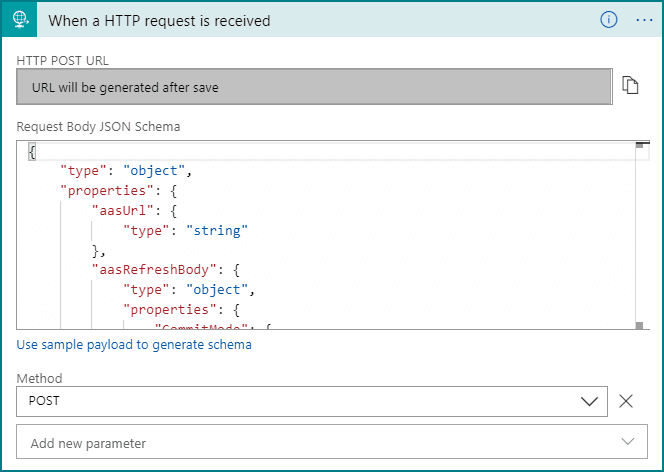 When a HTTP request is received
HTTP POST URL
URL will be generated after save
Request Body JSON Schema
{
"type": "object",
"properties": {
"aasUrl": {
"type": "string"
},
"aasRefreshBody": {
"type": "object",
"properties": {
"CommitMode": {
Use sample payload to generate schema
Method
POST
Add new parameter